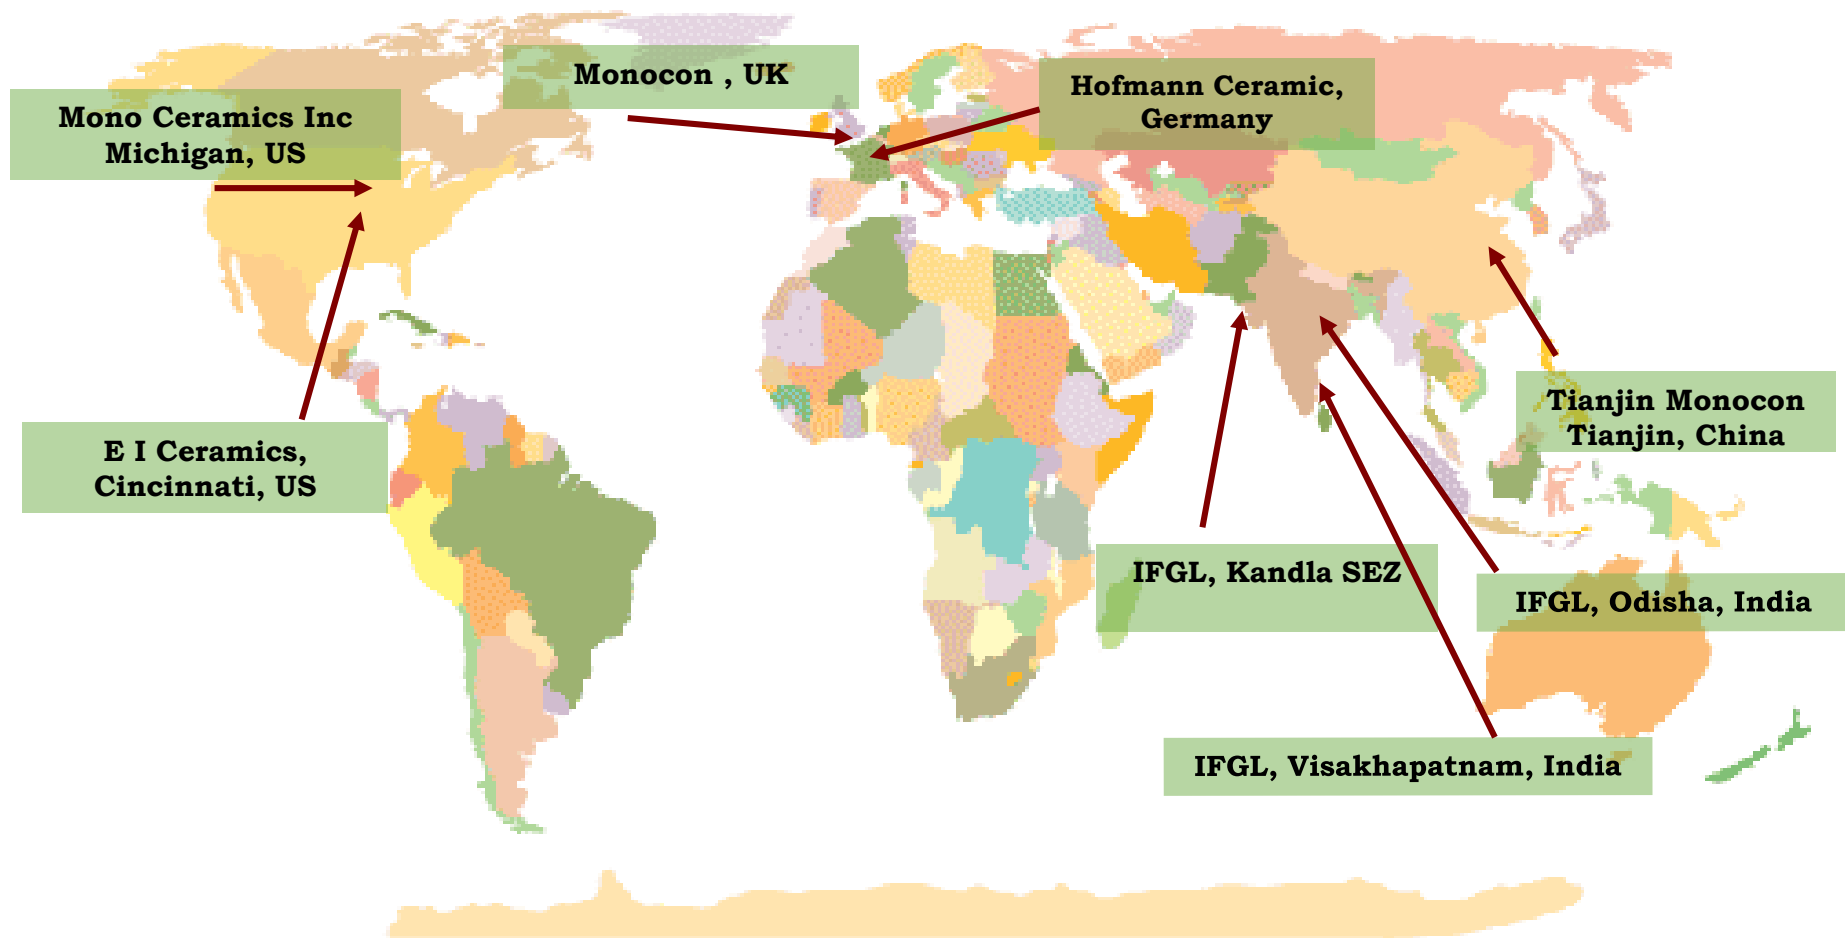 Monocon , UK
Hofmann Ceramic,
Germany
Mono Ceramics Inc
Michigan, US
Tianjin Monocon
Tianjin, China
E I Ceramics,
Cincinnati, US
IFGL, Kandla SEZ
IFGL, Odisha, India
IFGL, Visakhapatnam, India